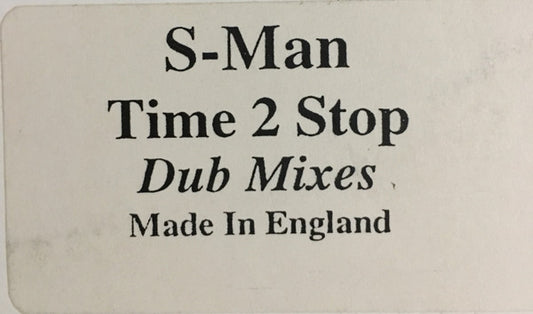 S-Man
Time 2 Stop
Dub Mixes
Made In England